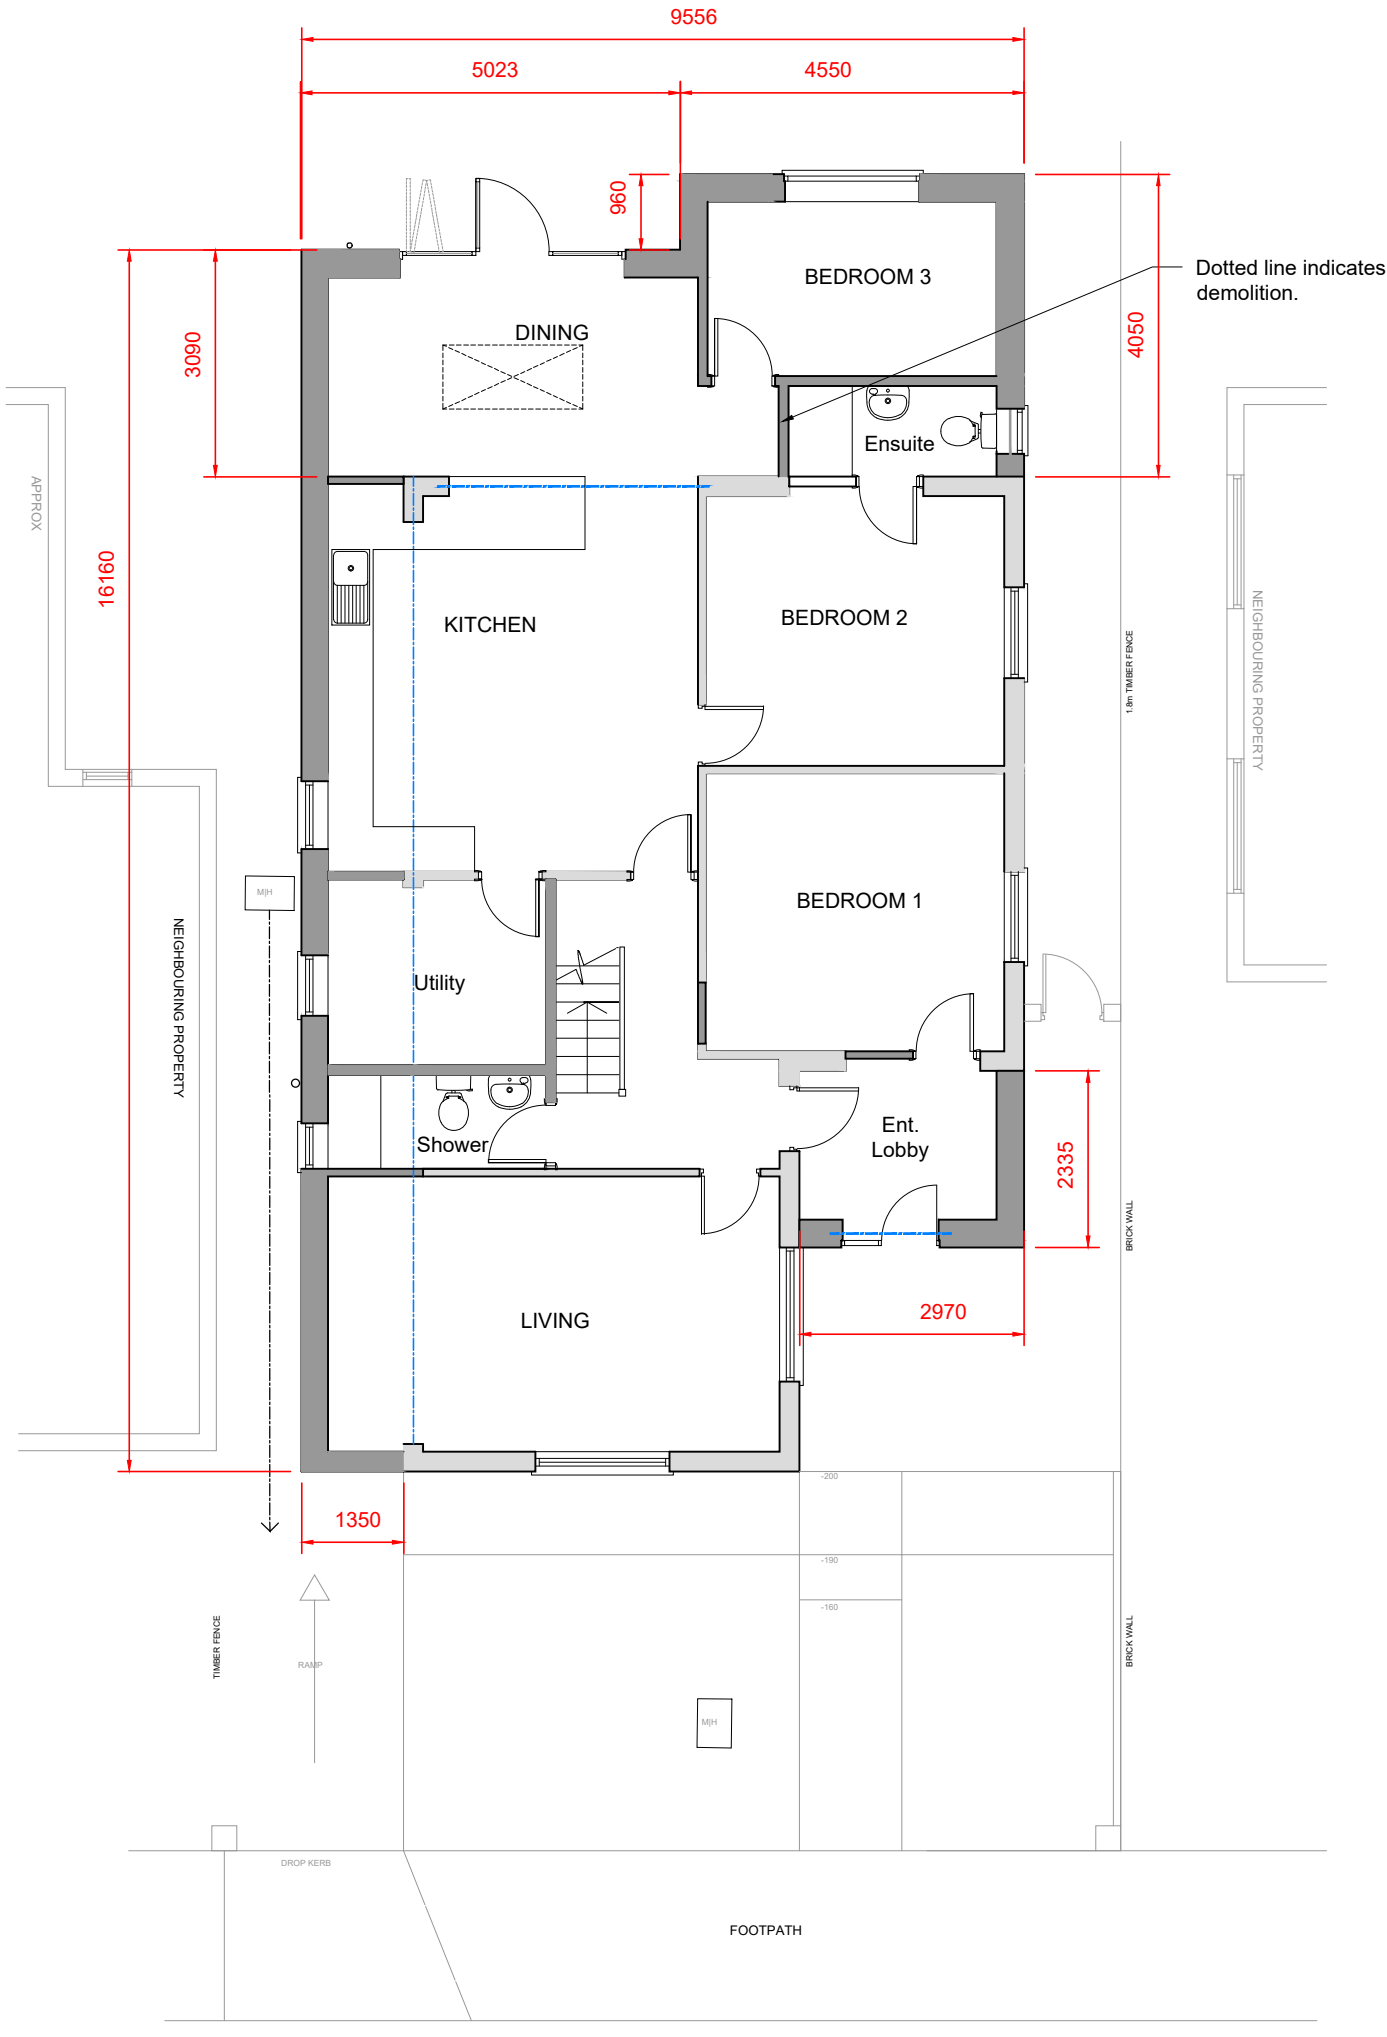 9556
5023
4550
960
BEDROOM 3
Dotted line indicates
demolition.
DINING
3090
4050
Ensuite
APPROX
16160
KITCHEN
BEDROOM 2
1.8m TIMBER FENCE
NEIGHBOURING PROPERTY
M|H
BEDROOM 1
NEIGHBOURING PROPERTY
Utility
Shower
Ent.
Lobby
2335
BRICK WALL
LIVING
2970
-200
1350
-190
-160
TIMBER FENCE
RAMP
BRICK WALL
M|H
DROP KERB
FOOTPATH